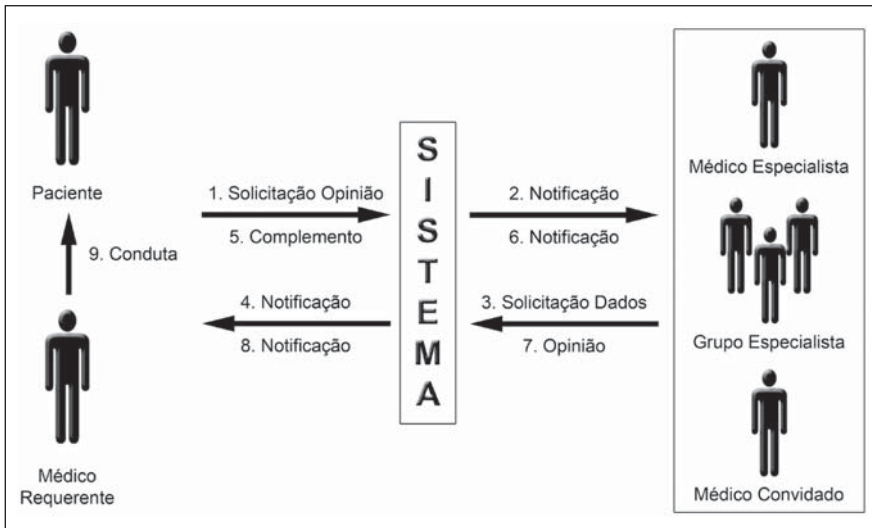 Paciente
9. Conduta
Médico
Requerente
1. Solicitação Opinião
5. Complemento
4. Notificação
8. Notificação
SISTEMA
2. Notificação
6. Notificação
3. Solicitação Dados
7. Opinião
Médico Especialista
Grupo Especialista
Médico Convidado